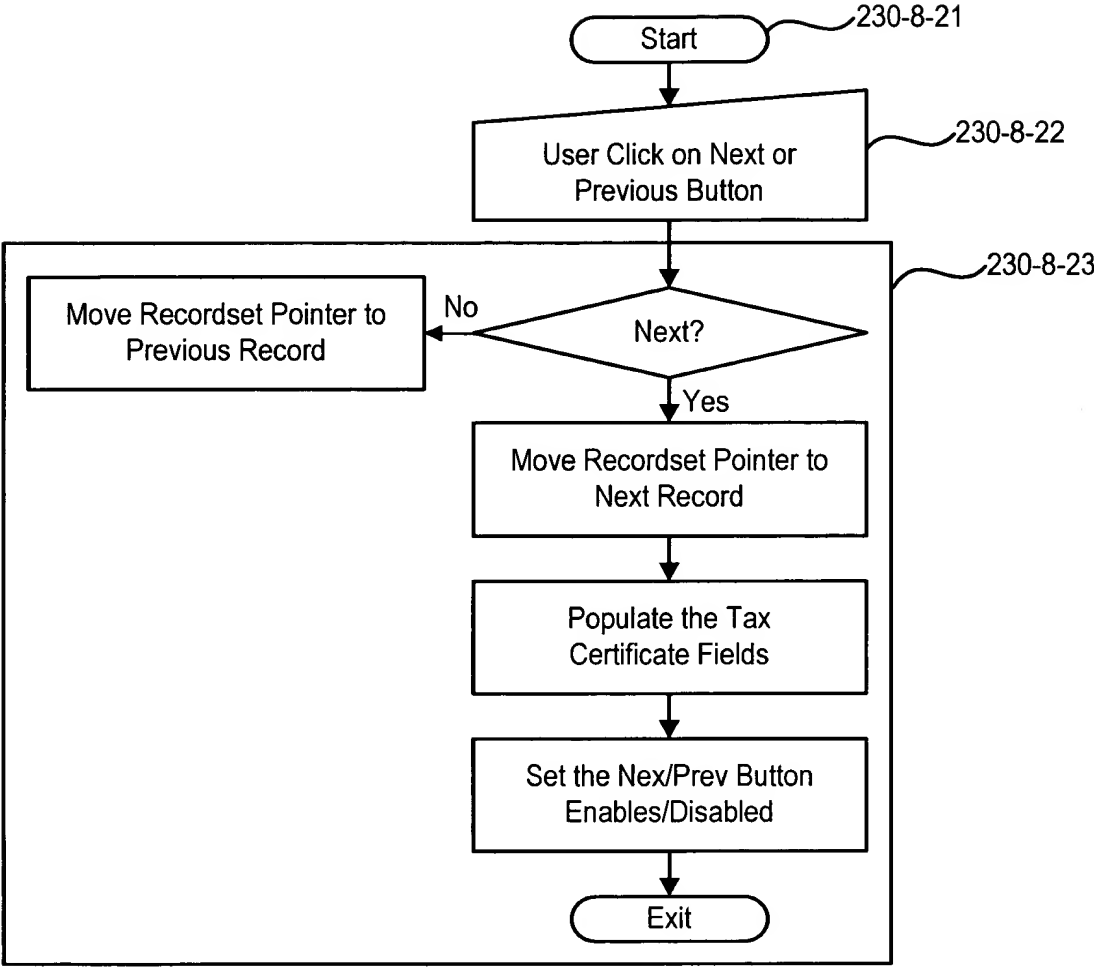 Start
230-8-21
User Click on Next or
Previous Button
230-8-22
230-8-23
Move Recordset Pointer to
Previous Record
No
Next?
Yes
Move Recordset Pointer to
Next Record
Populate the Tax
Certificate Fields
Set the Nex/Prev Button
Enables/Disabled
Exit